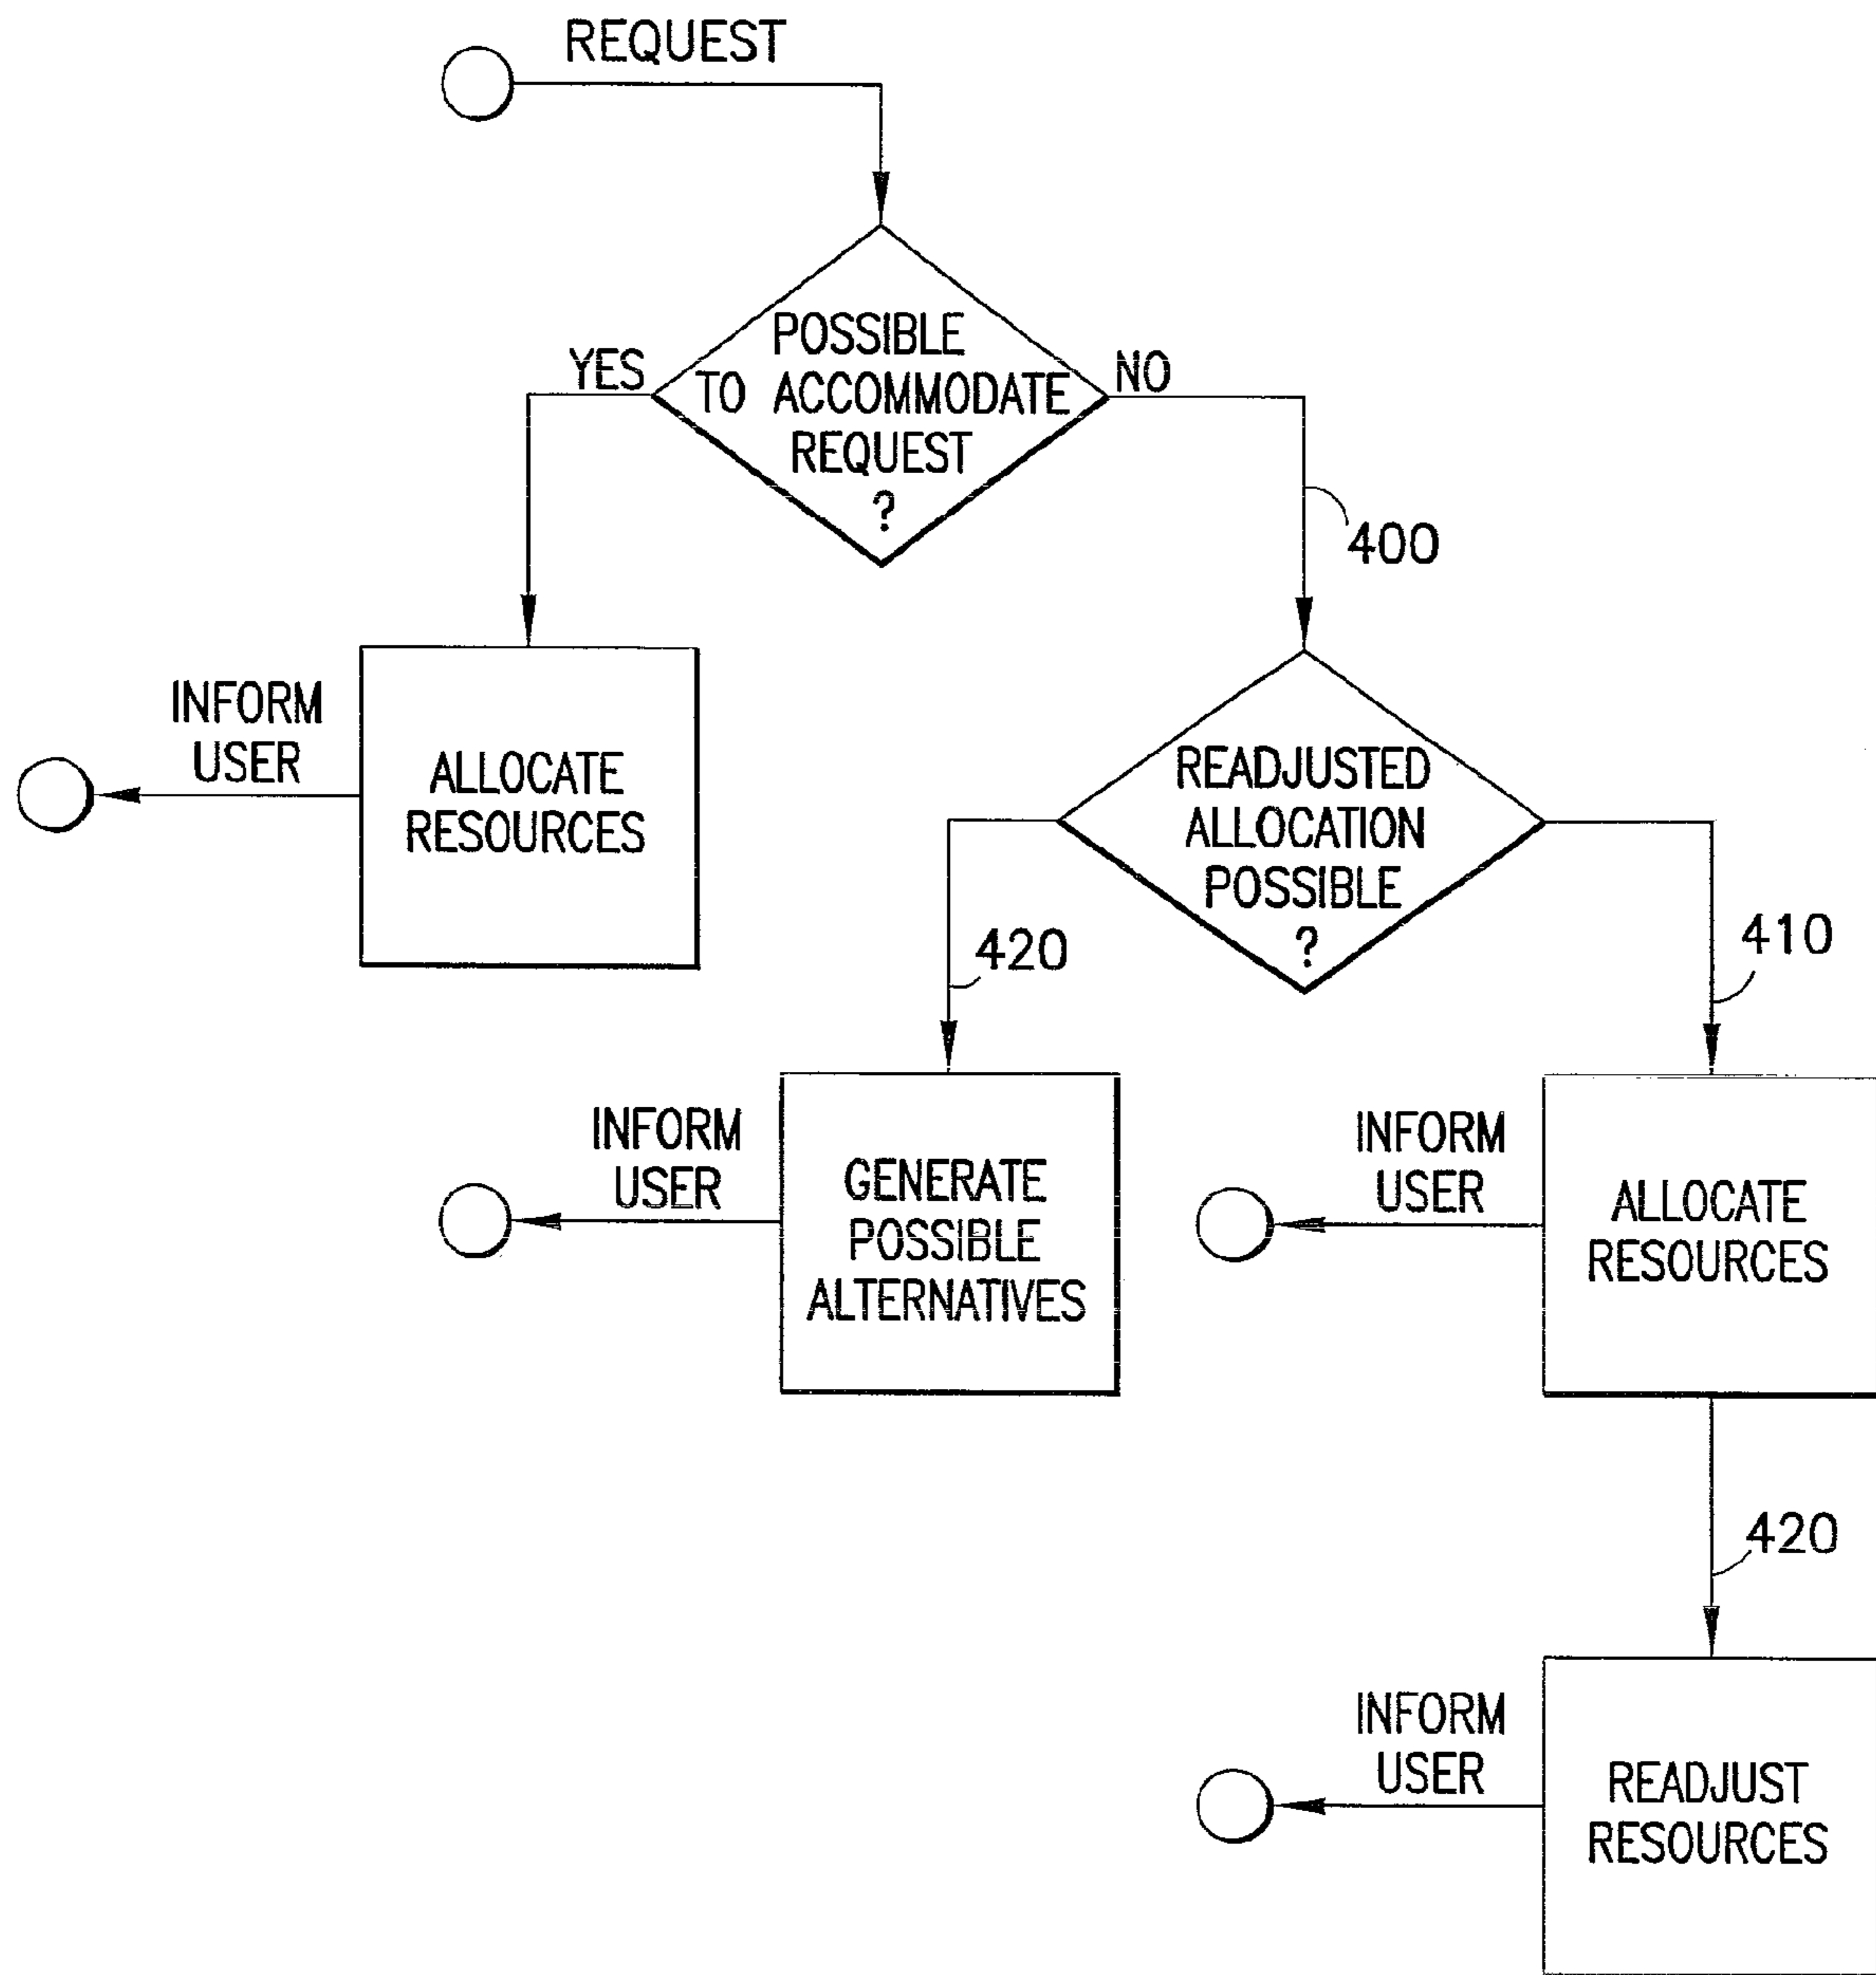 REQUEST
POSSIBLE
TO ACCOMMODATE
REQUEST
?
YES
NO
400
INFORM
USER
ALLOCATE
RESOURCES
READJUSTED
ALLOCATION
POSSIBLE
?
420
410
INFORM
USER
GENERATE
POSSIBLE
ALTERNATIVES
INFORM
USER
ALLOCATE
RESOURCES
420
INFORM
USER
READJUST
RESOURCES